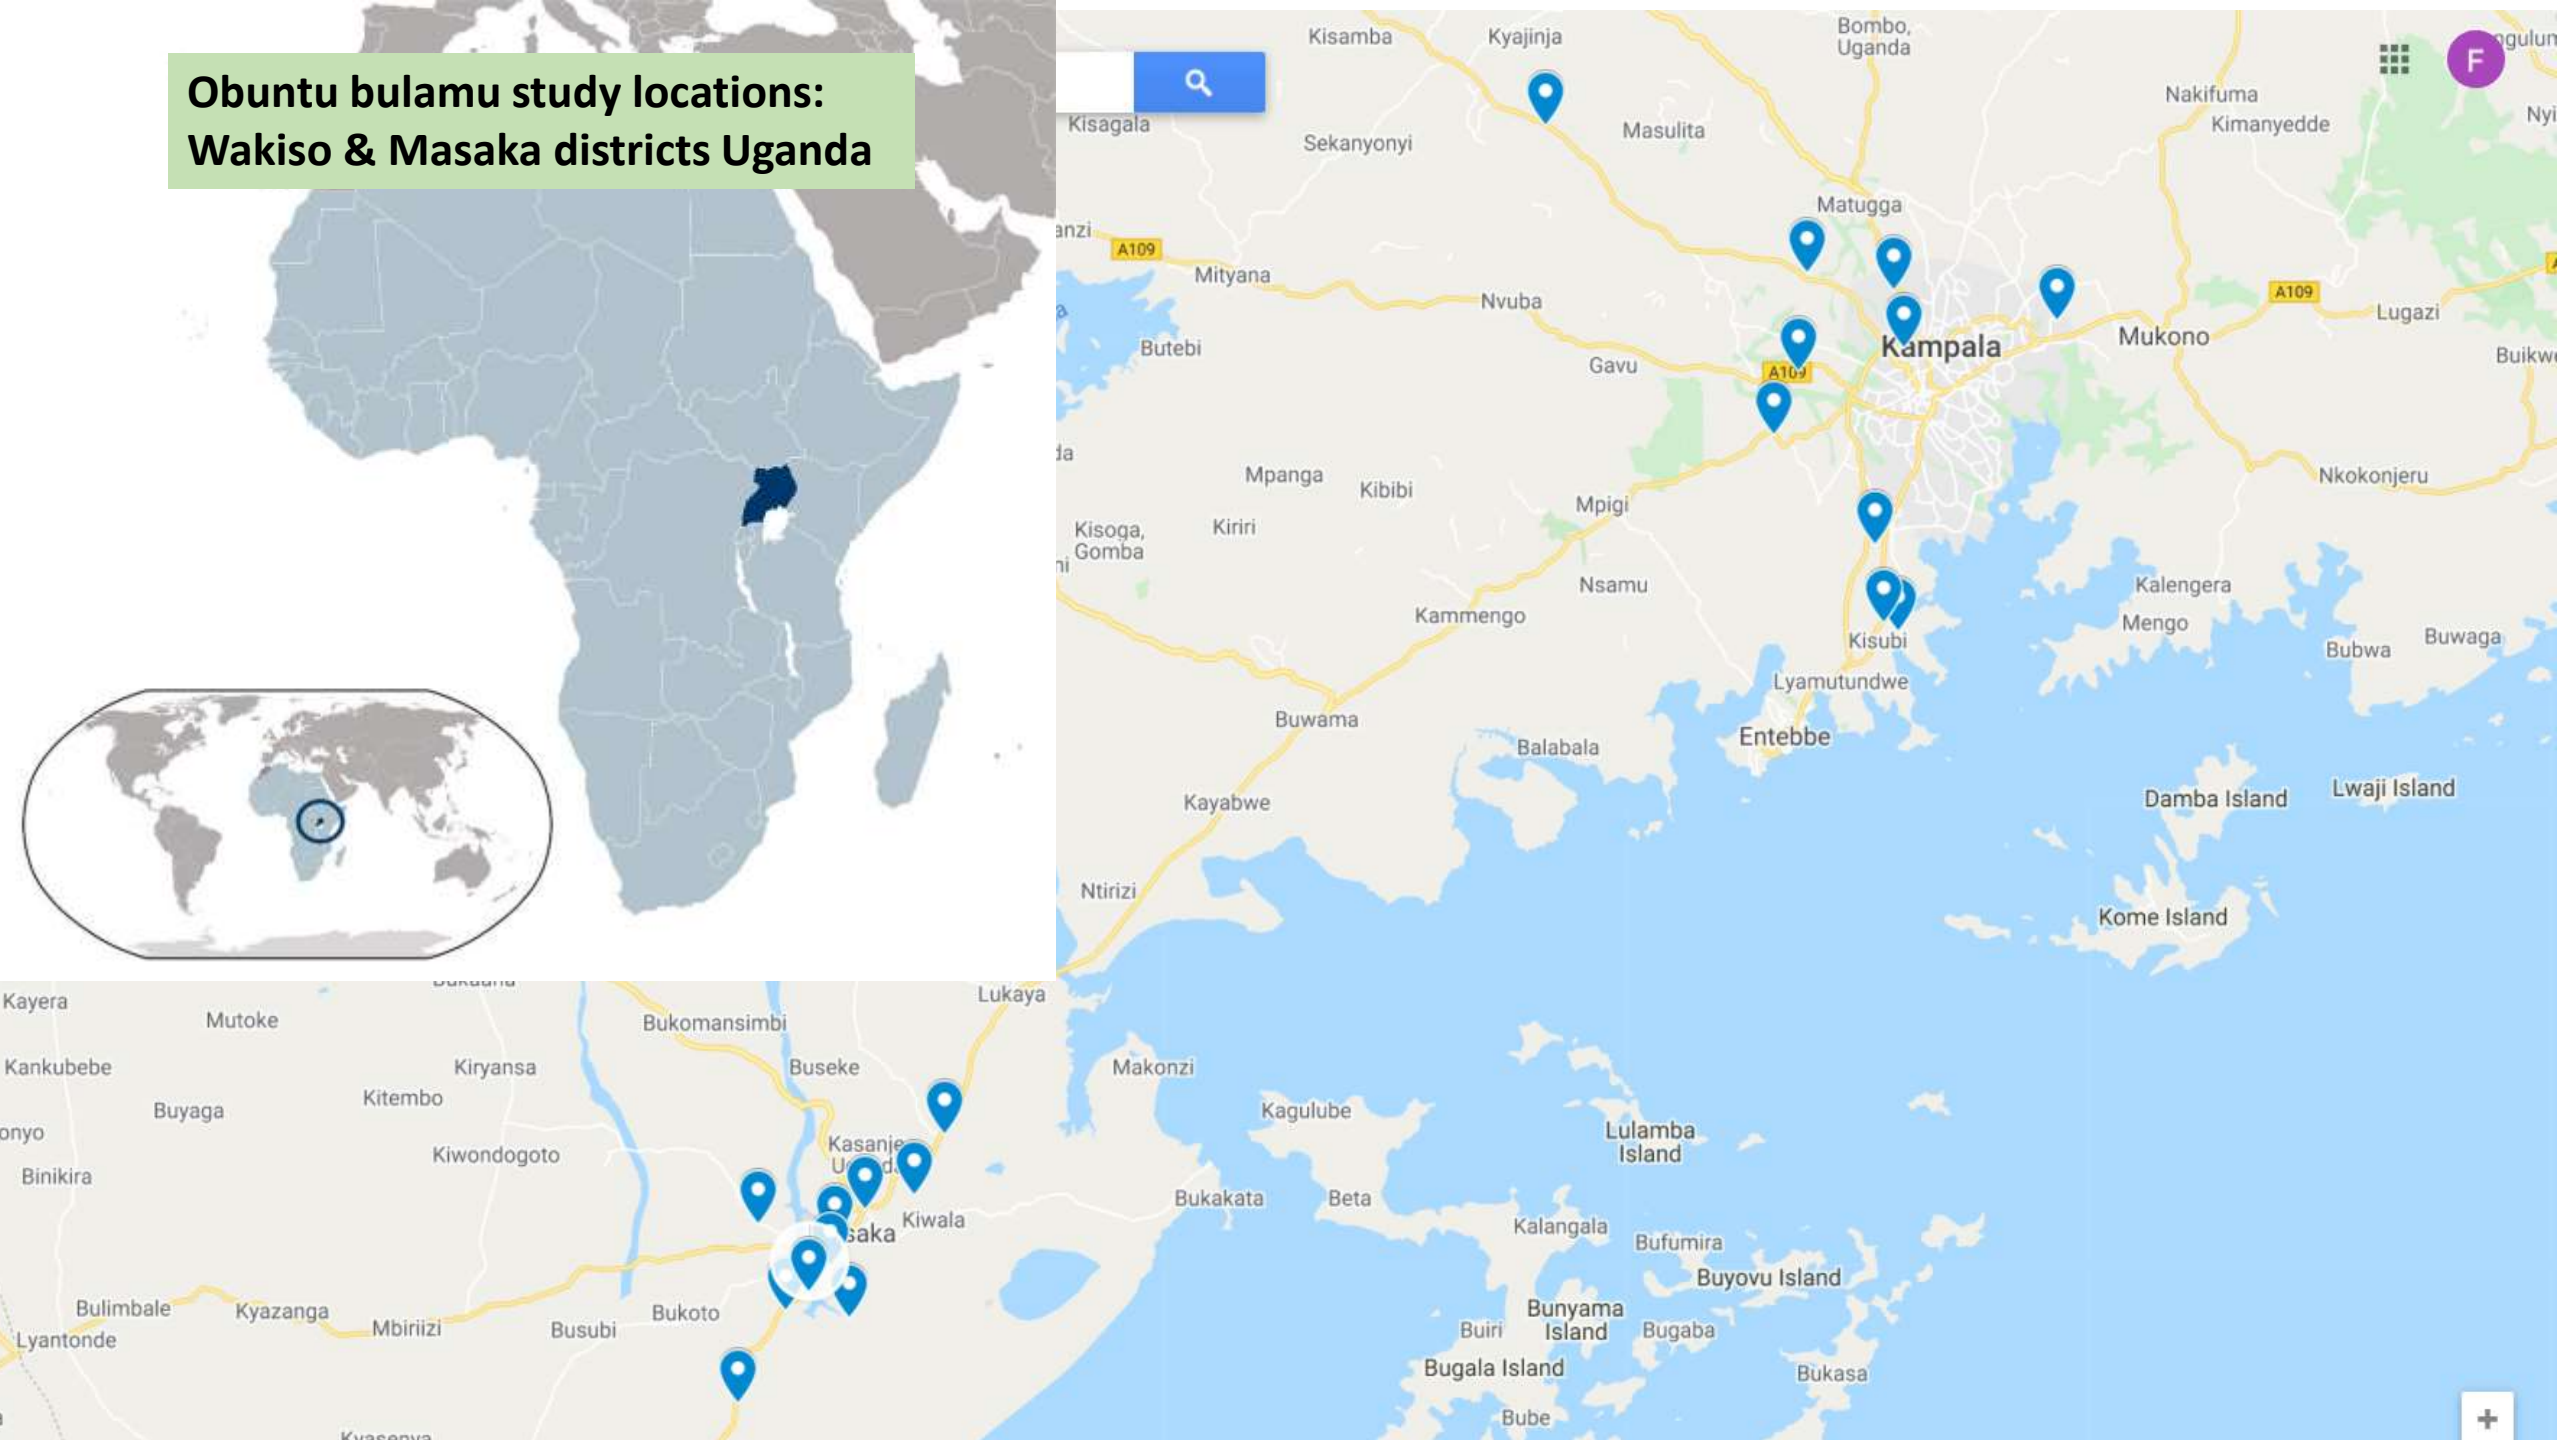 Obuntu bulamu study locations:
Wakiso & Masaka districts Uganda
Kisamba
Kyajinja
Bombo,
Uganda
F
Nakifuma
Kimanyedde
Kisagala
Sekanyonyi
Masulita
Matugga
A109
Mityana
Nvuba
A109
Lugazi
Butebi
Kampala
Mukono
Gavu
A109
Mpanga
Kibibi
Mpigi
Nkokonjeru
Kisoga,
Gomba
Kiriri
Nsamu
Kalengera
Kammengo
Mengo
Kisubi
Bubwa
Buwaga
Lyamutundwe
Buwama
Entebbe
Balabala
Damba Island
Lwaji Island
Kayabwe
Ntirizi
Kome Island
Kayera
Mutoke
Bukomansimbi
Lukaya
Kankubebe
Kiryansa
Buseke
Makonzi
Buyaga
Kitembo
Kagulube
Lulamba
Island
Kiwondogoto
Kasanje
Binikira
Bukakata
Beta
Kiwala
saka
Kalangala
Bufumira
Buyovu Island
Bulimbale
Kyazanga
Mbiriizi
Busubi
Bukoto
Bunyama
Island
Buiri
Bugaba
Lyantonde
Bugala Island
Bukasa
Bube
+